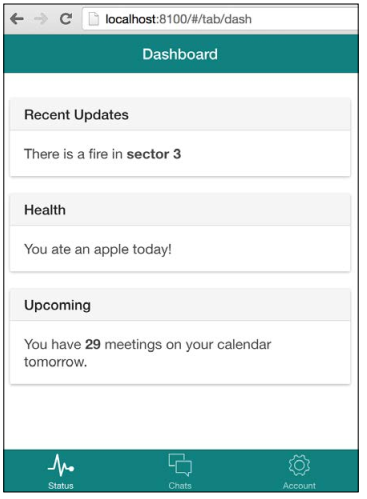 localhost:8100/#/tab/dash
Dashboard
Recent Updates
There is a fire in sector 3
Health
You ate an apple today!
Upcoming
You have 29 meetings on your calendar
tomorrow.
Status
Chats
Account